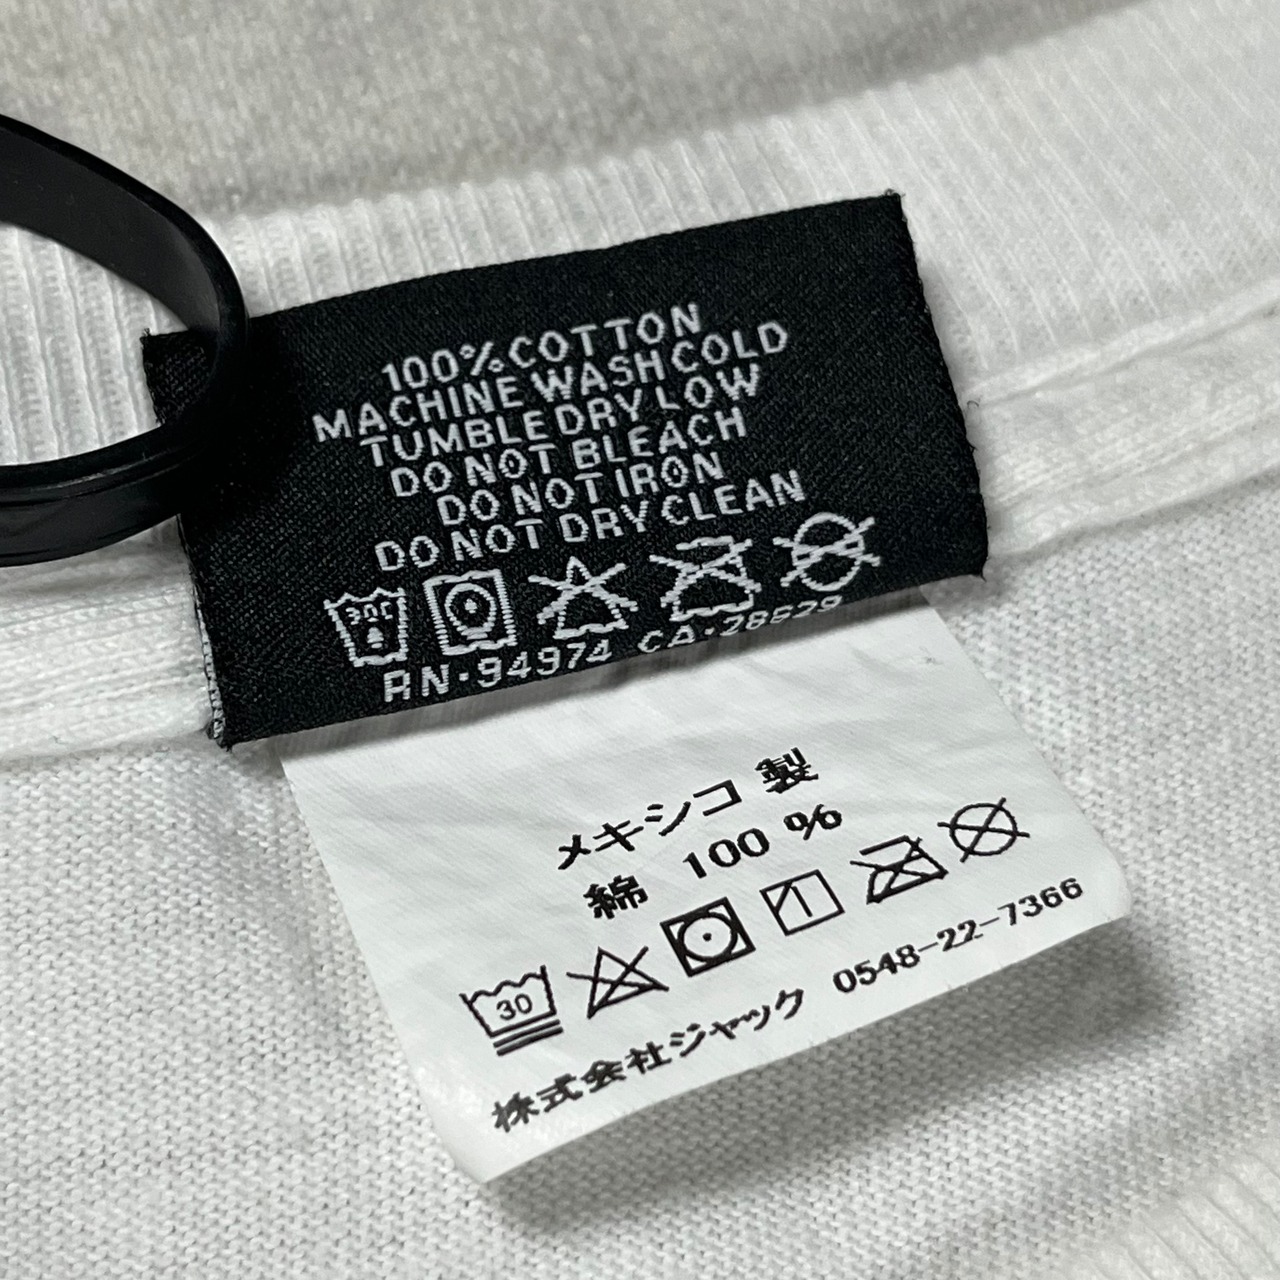 100% COTTON
MACHINE WASH COLD
TUMBLE DRY LOW
DO NOT BLEACH
DO NOT IRON
DO NOT DRY CLEAN
30C
RN·94974 CA·28629
メキシコ 製
綿 100 %
30
株式会社ジャック 0548-22-7366